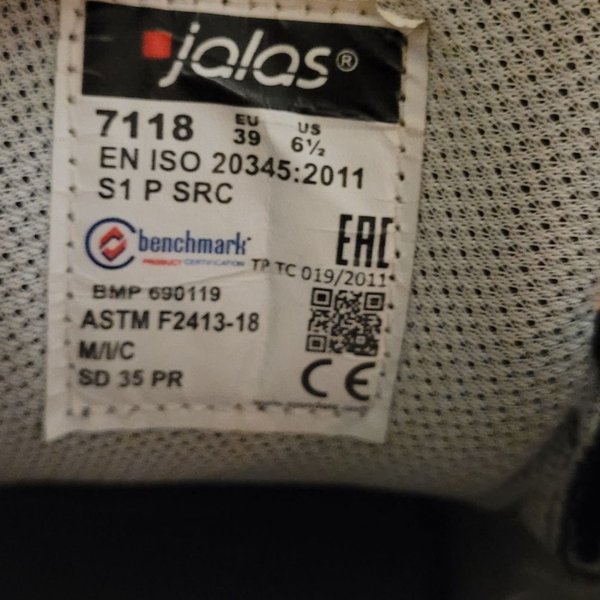 jalas®
7118 EU 39 US 6½
EN ISO 20345:2011
S1 P SRC
benchmark
PRODUCT CERTIFICATION
EAC
TP TC 019/2011
BMP 690119
ASTM F2413-18
M/I/C
SD 35 PR
CE